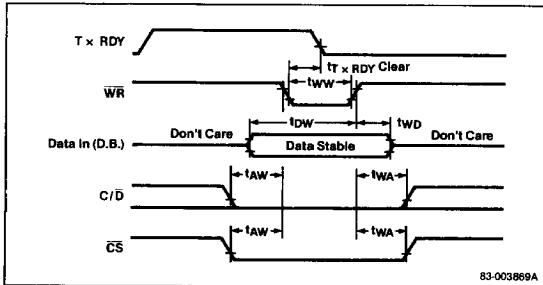 T × RDY
tT × RDY Clear
tWW
WR
tDW
tWD
Don't Care
Don't Care
Data In (D.B.)
Data Stable
tAW
tWA
C/D
tAW
tWA
CS
83-003869A